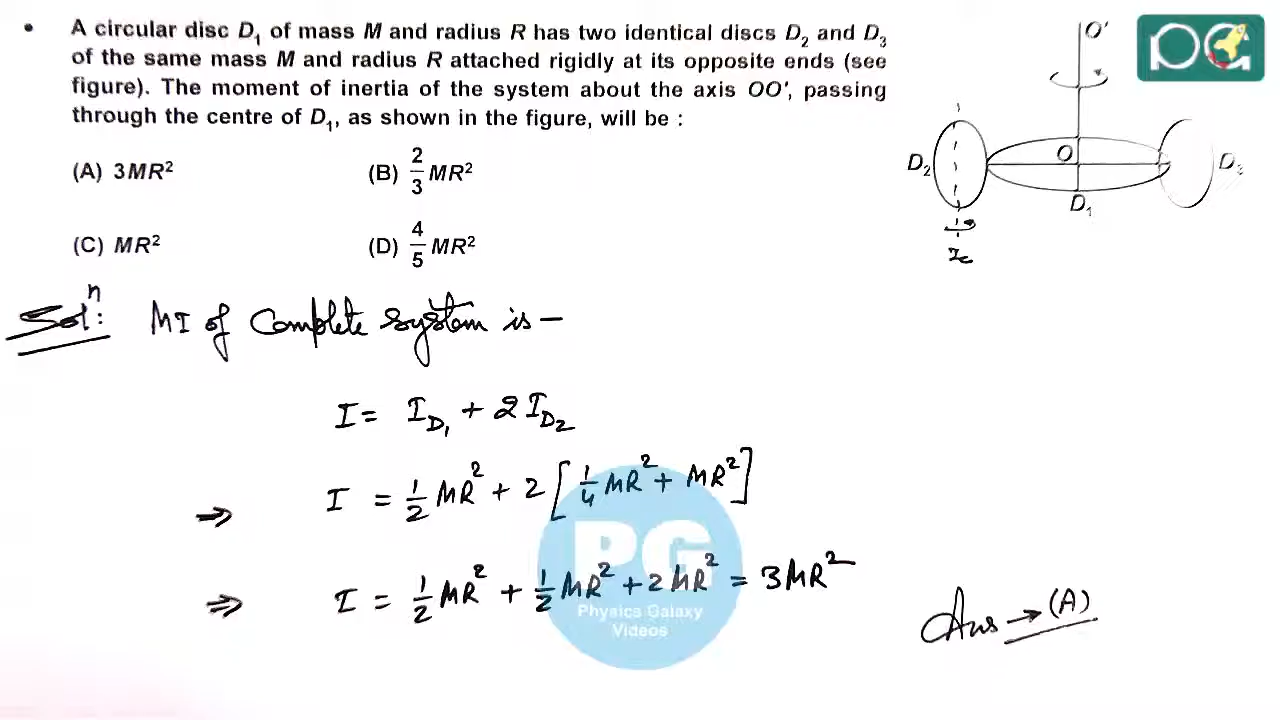 • A circular disc D₁ of mass M and radius R has two identical discs D₂ and D₃
of the same mass M and radius R attached rigidly at its opposite ends (see
figure). The moment of inertia of the system about the axis OO', passing
through the centre of D₁, as shown in the figure, will be :
(A) 3MR² (B) 2/3 MR²
(C) MR² (D) 4/5 MR²
O'
D₂ O D₃
D₁
I꜀
Solⁿ: MI of Complete system is –
I = I_D₁ + 2 I_D₂
⇒ I = 1/2 MR² + 2 [1/4 MR² + MR²]
⇒ I = 1/2 MR² + 1/2 MR² + 2MR² = 3MR²
Ans → (A)
PG
Physics Galaxy
Videos